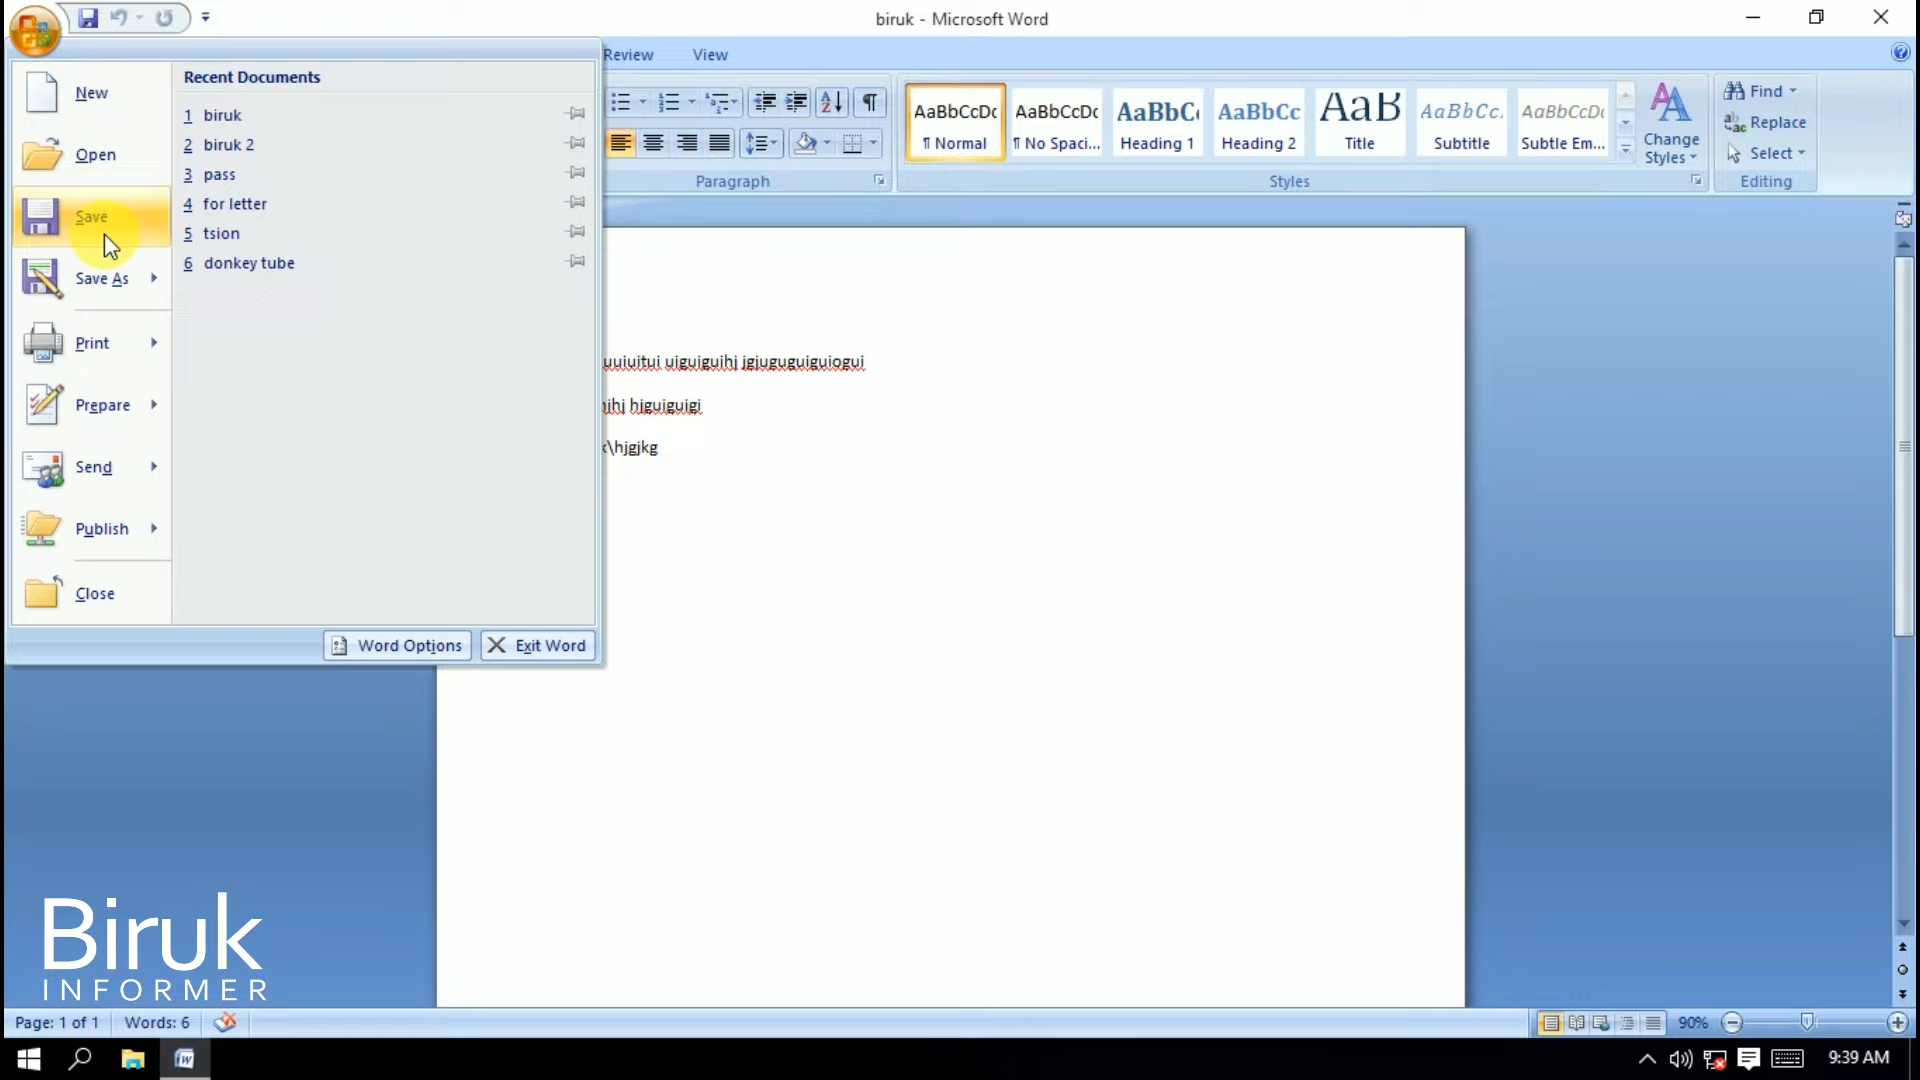 biruk - Microsoft Word
Review View
New
Open
Save
Save As
Print
Prepare
Send
Publish
Close
Recent Documents
1 biruk
2 biruk 2
3 pass
4 for letter
5 tsion
6 donkey tube
Word Options Exit Word
Paragraph
AaBbCcDc AaBbCcDc AaBbC( AaBbCc AaB AaBbCc. AaBbCcDc
¶ Normal ¶ No Spaci... Heading 1 Heading 2 Title Subtitle Subtle Em...
Change
Styles
Styles
Find
Replace
Select
Editing
uuiuitui uiguiguihj jgjuguguiguiogui
hjguiguigi
\hjgjkg
Biruk
INFORMER
Page: 1 of 1 Words: 6
90%
9:39 AM